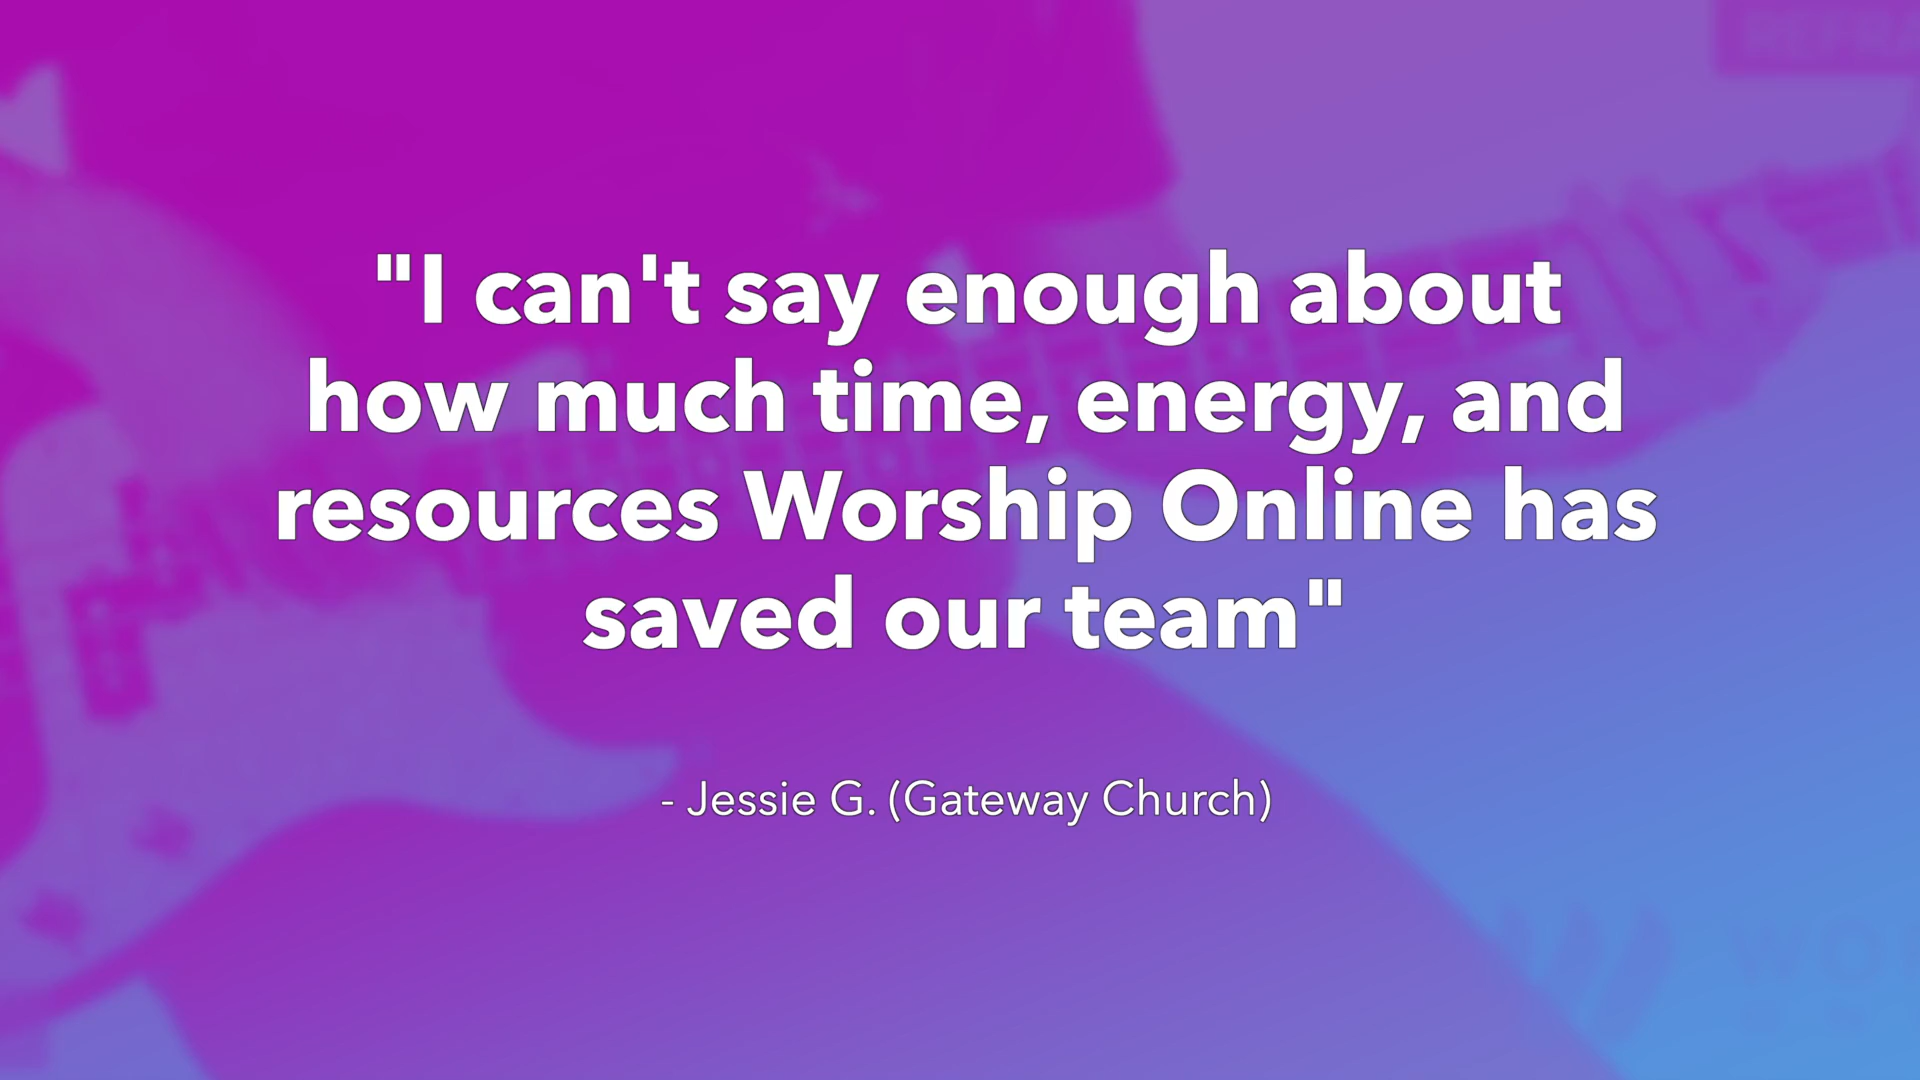 "I can't say enough about
how much time, energy, and
resources Worship Online has
saved our team"
- Jessie G. (Gateway Church)